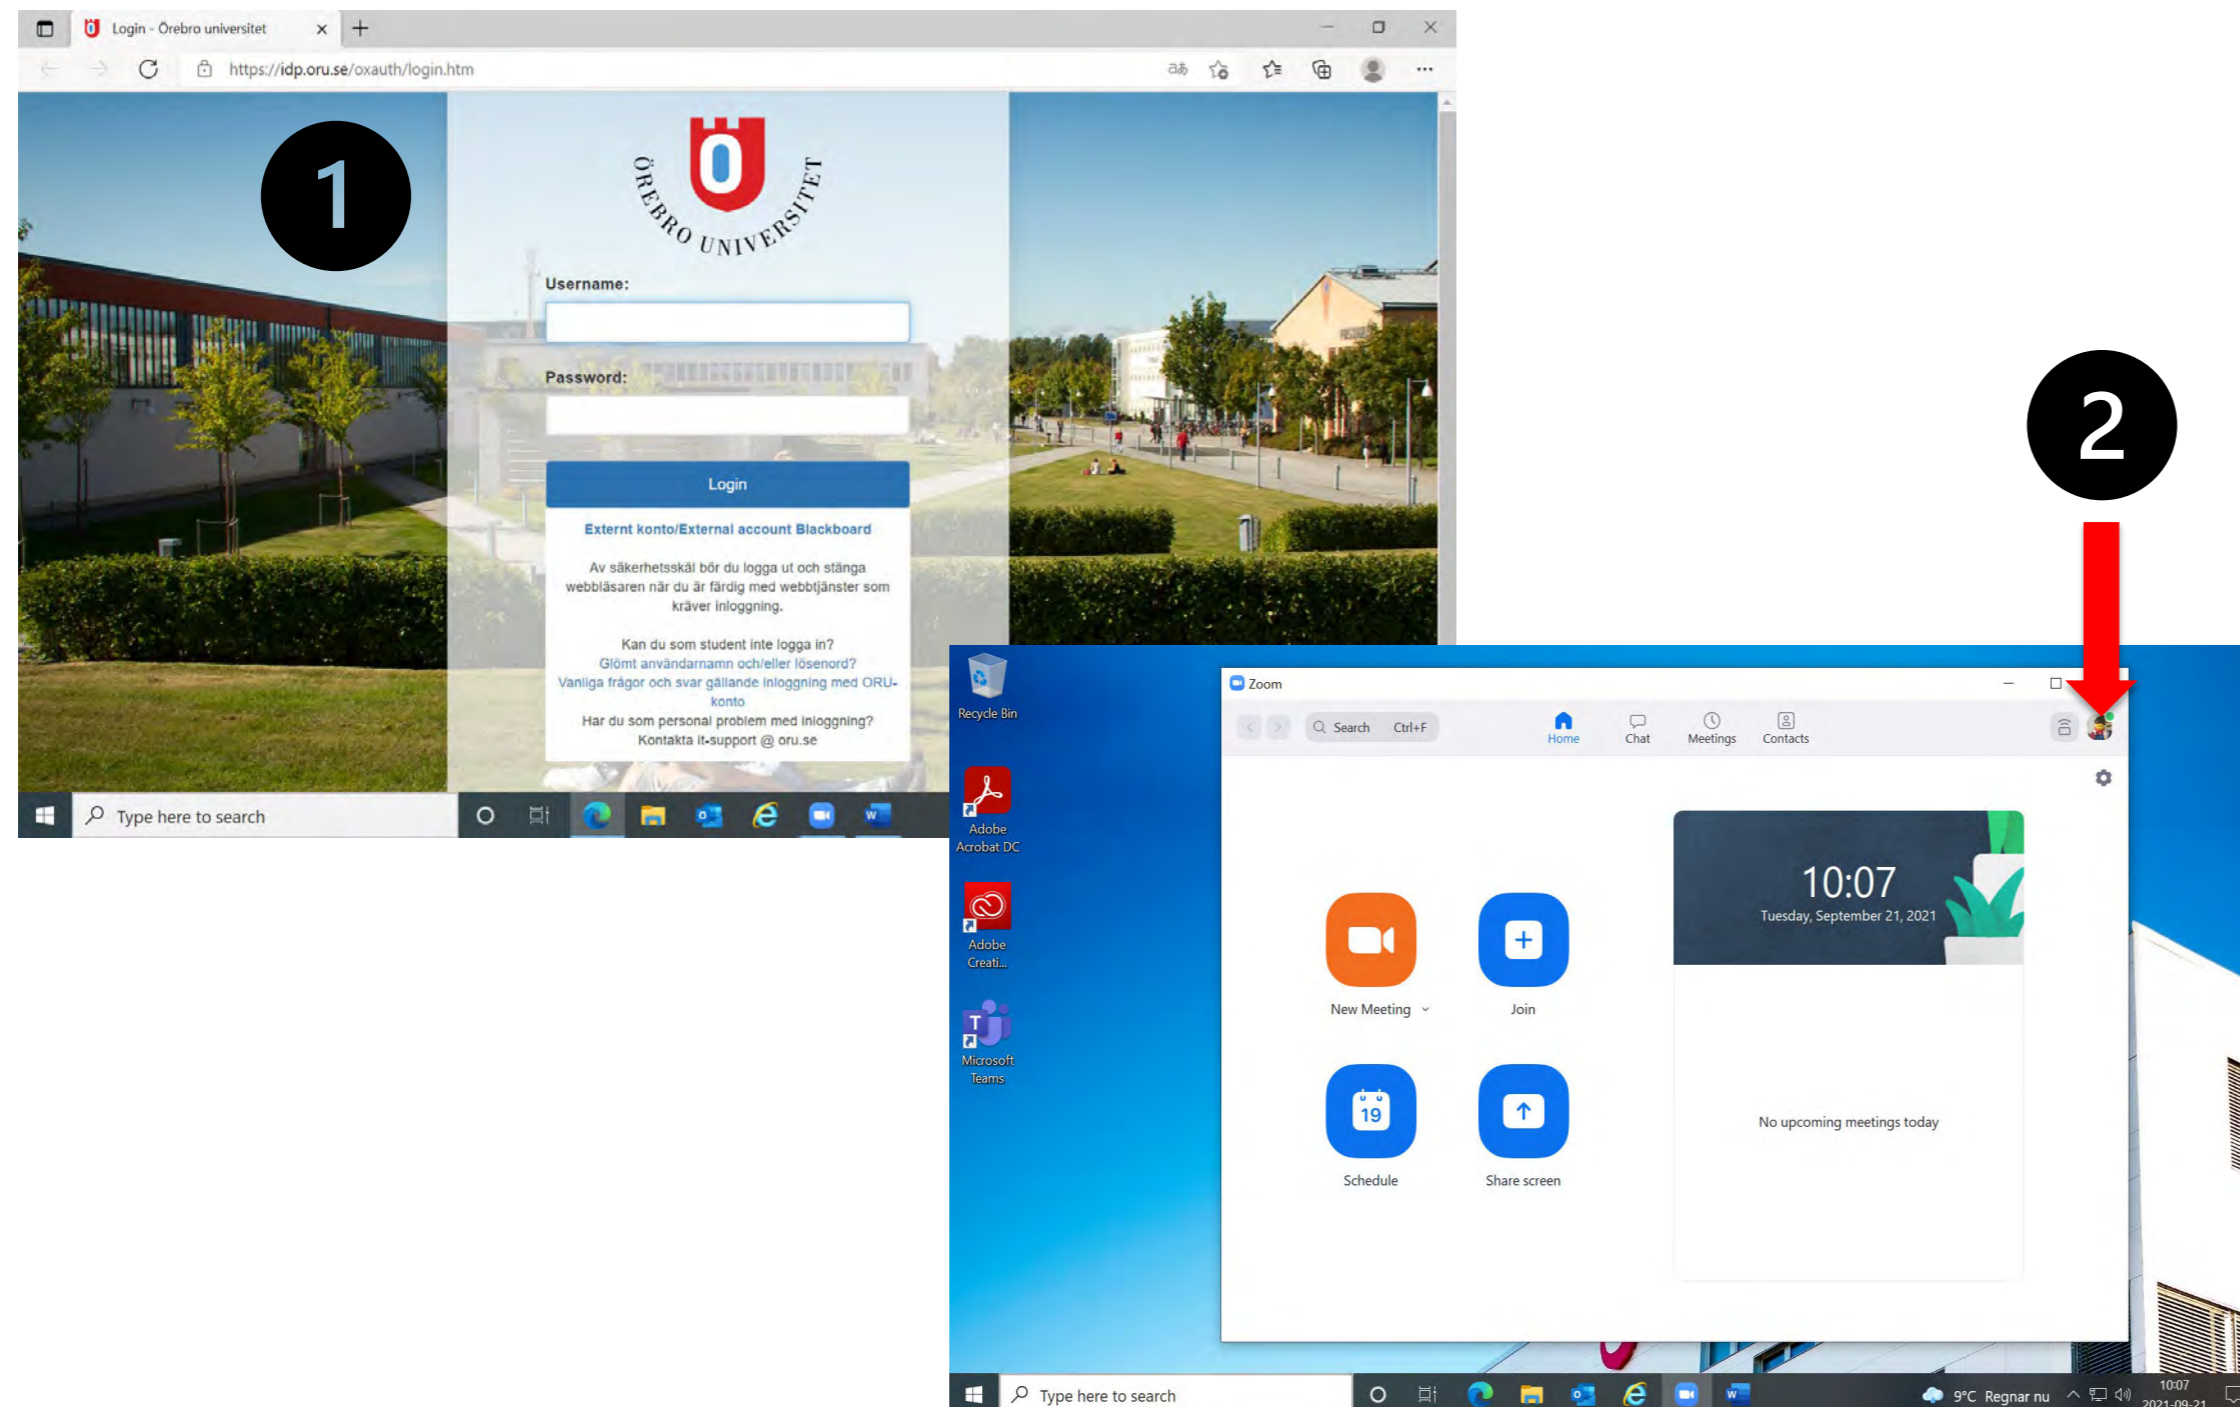 Login - Örebro universitet
https://idp.oru.se/oxauth/login.htm
1
ÖREBRO UNIVERSITET
Username:
Password:
Login
Externt konto/External account Blackboard
Av säkerhetsskäl bör du logga ut och stänga
webbläsaren när du är färdig med webbtjänster som
kräver inloggning.
Kan du som student inte logga in?
Glömt användarnamn och/eller lösenord?
Vanliga frågor och svar gällande inloggning med ORU-
konto
Har du som personal problem med inloggning?
Kontakta it-support @ oru.se
Type here to search
2
Recycle Bin
Adobe
Acrobat DC
Adobe
Creati...
Microsoft
Teams
Zoom
Search Ctrl+F
Home
Chat
Meetings
Contacts
10:07
Tuesday, September 21, 2021
New Meeting
Join
19
Schedule
Share screen
No upcoming meetings today
Type here to search
9°C Regnar nu
10:07
2021-09-21